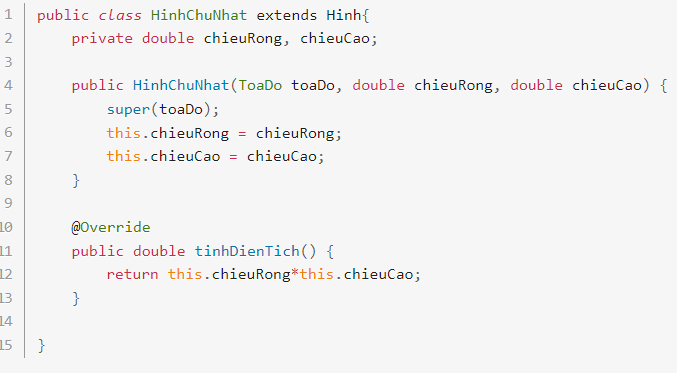 1 public class HinhChuNhat extends Hinh{
2     private double chieuRong, chieuCao;
3
4     public HinhChuNhat(ToaDo toaDo, double chieuRong, double chieuCao) {
5         super(toaDo);
6         this.chieuRong = chieuRong;
7         this.chieuCao = chieuCao;
8     }
9
10     @Override
11     public double tinhDienTich() {
12         return this.chieuRong*this.chieuCao;
13     }
14
15 }